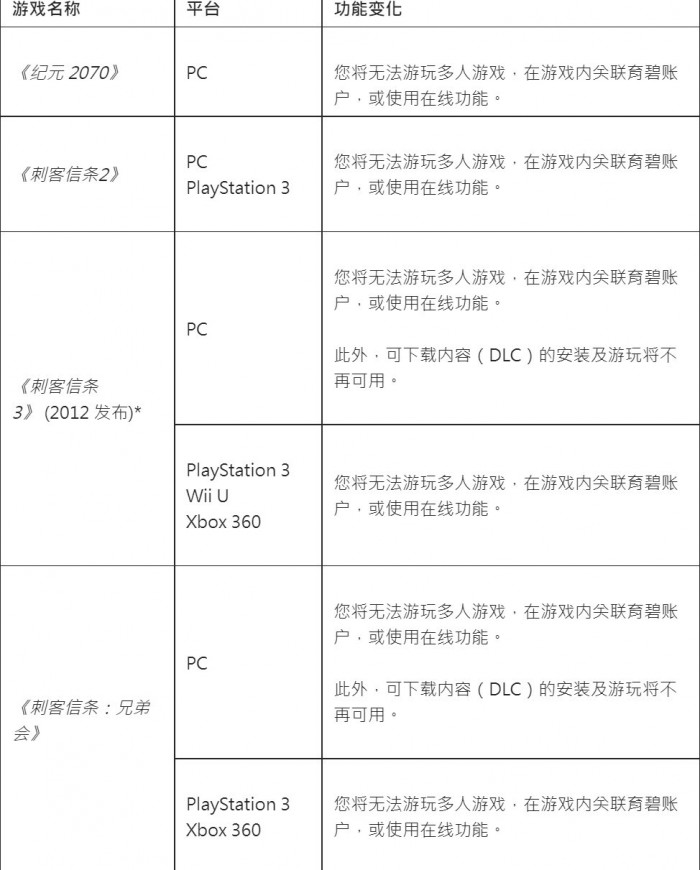 游戏名称 平台 功能变化
《纪元 2070》 PC 您将无法游玩多人游戏，在游戏内关联育碧账
户，或使用在线功能。
《刺客信条2》 PC
PlayStation 3
您将无法游玩多人游戏，在游戏内关联育碧账
户，或使用在线功能。
《刺客信条
3》 (2012 发布)*
PC
您将无法游玩多人游戏，在游戏内关联育碧账
户，或使用在线功能。
此外，可下载内容（DLC）的安装及游玩将不
再可用。
PlayStation 3
Wii U
Xbox 360
您将无法游玩多人游戏，在游戏内关联育碧账
户，或使用在线功能。
《刺客信条：兄弟
会》
PC
您将无法游玩多人游戏，在游戏内关联育碧账
户，或使用在线功能。
此外，可下载内容（DLC）的安装及游玩将不
再可用。
PlayStation 3
Xbox 360
您将无法游玩多人游戏，在游戏内关联育碧账
户，或使用在线功能。